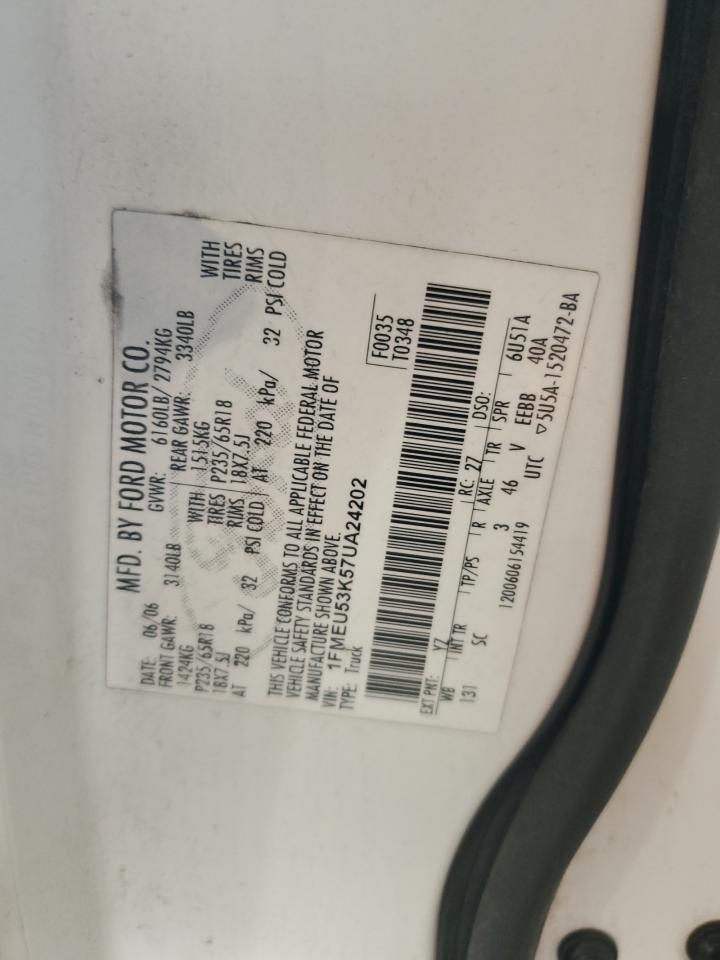 MFD. BY FORD MOTOR CO.
DATE: 06/06 GVWR: 6160LB/ 2794KG
FRONT GAWR: 3140LB REAR GAWR: 3340LB
1424KG WITH 1515KG WITH
P235/65R18 TIRES P235/65R18 TIRES
18X7.5J RIMS 18X7.5J RIMS
AT 220 kPa/ 32 PSI COLD AT 220 kPa/ 32 PSI COLD
THIS VEHICLE CONFORMS TO ALL APPLICABLE FEDERAL MOTOR
VEHICLE SAFETY STANDARDS IN EFFECT ON THE DATE OF
MANUFACTURE SHOWN ABOVE.
VIN: 1FMEU53K57UA24202
TYPE: Truck
F0035
T0348
EXT PNT: YZ RC: 27 DSO:
WB INT TR TP/PS R AXLE TR SPR 6U51A
131 SC 3 46 V EEBB 40A
1200606154419 UTC ▽5U5A-1520472-BA